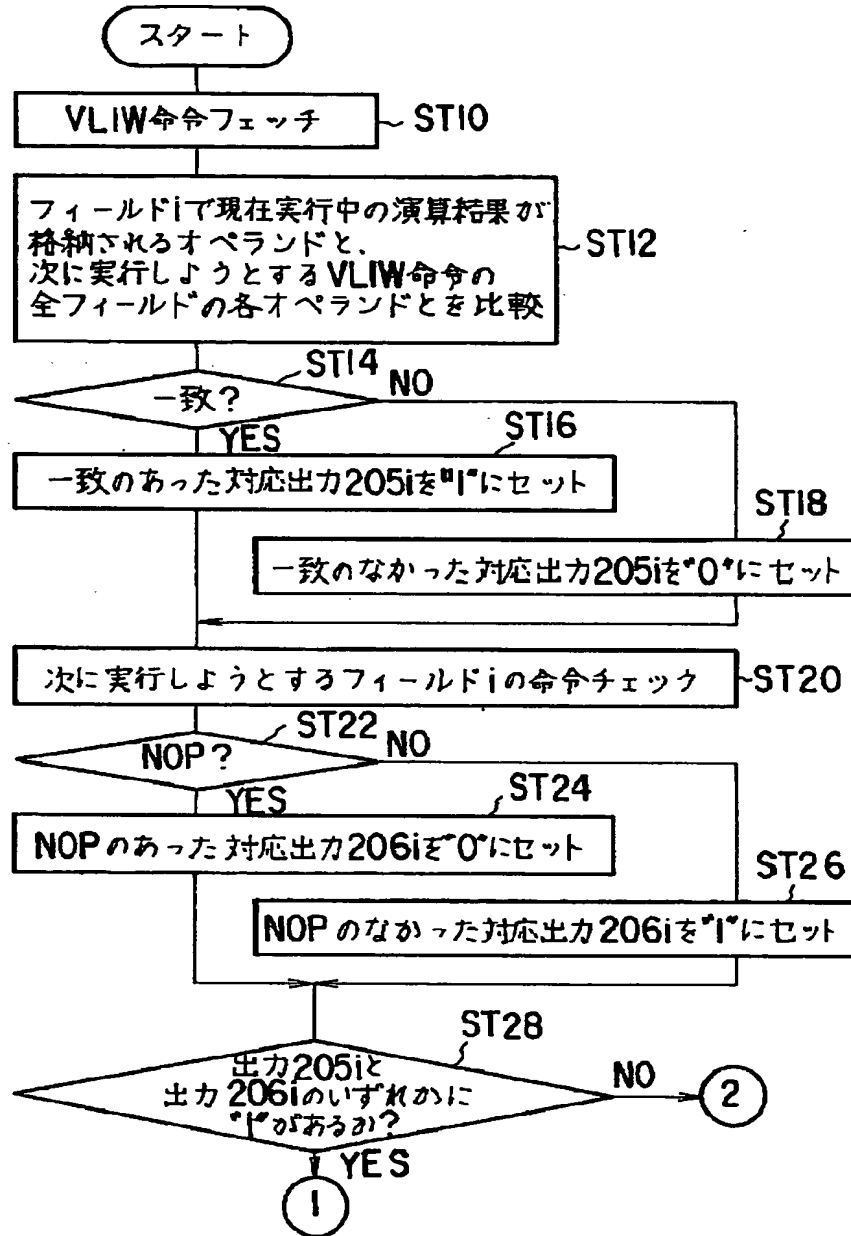 スタート
VLIW命令フェッチ
ST10
フィールドiで現在実行中の演算結果が
格納されるオペランドと、
次に実行しようとするVLIW命令の
全フィールドの各オペランドとを比較
ST12
ST14
一致?
NO
YES
ST16
一致のあった対応出力205iを"1"にセット
ST18
一致のなかった対応出力205iを"0"にセット
次に実行しようとするフィールドiの命令チェック
ST20
ST22
NOP?
NO
YES
ST24
NOPのあった対応出力206iを"0"にセット
ST26
NOPのなかった対応出力206iを"1"にセット
ST28
出力205iと
出力206iのいずれかに
"1"があるか?
NO
2
YES
1